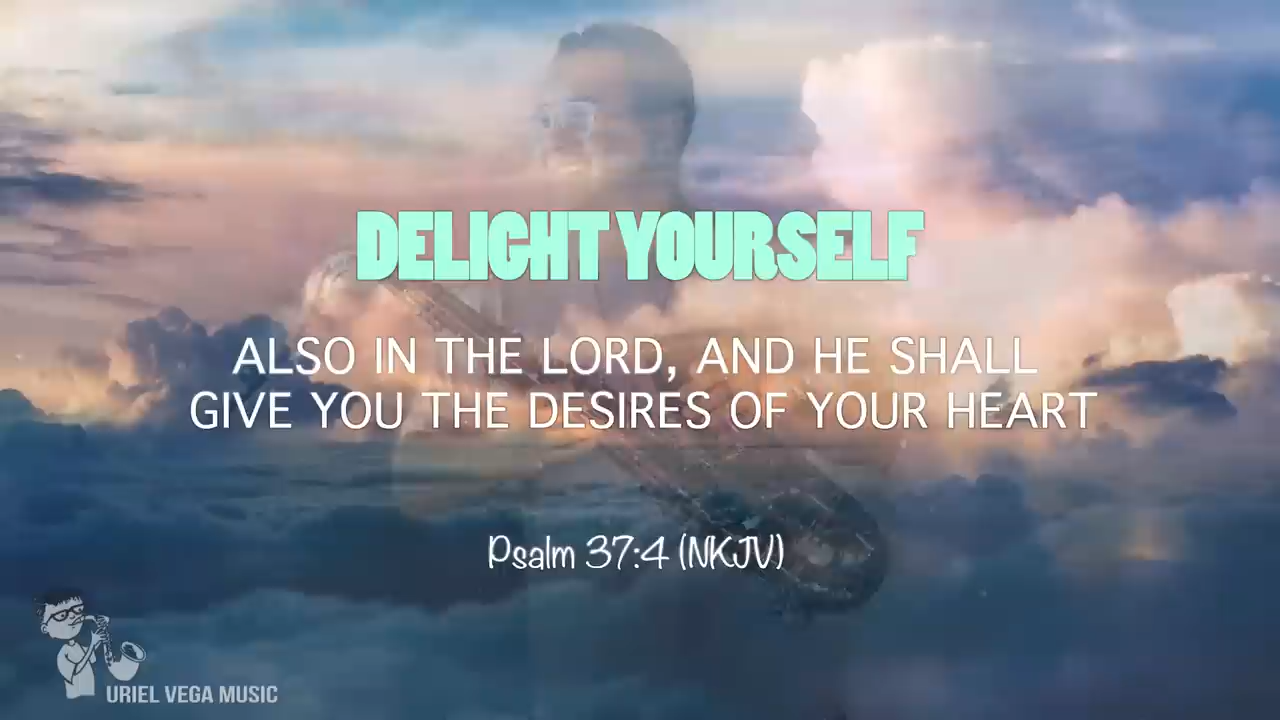 DELIGHT YOURSELF
ALSO IN THE LORD, AND HE SHALL
GIVE YOU THE DESIRES OF YOUR HEART
Psalm 37:4 (NKJV)
URIEL VEGA MUSIC